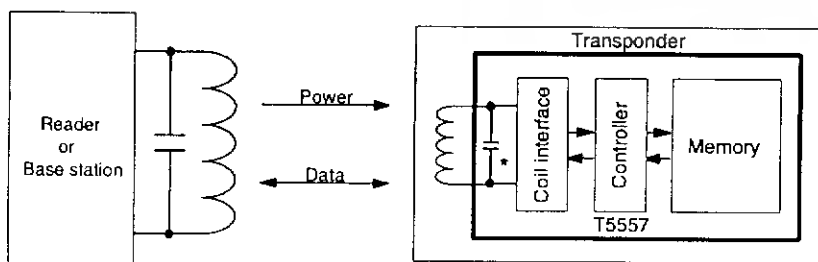 Reader
or
Base station
Power
Data
Transponder
*
Coil interface
Controller
Memory
T5557